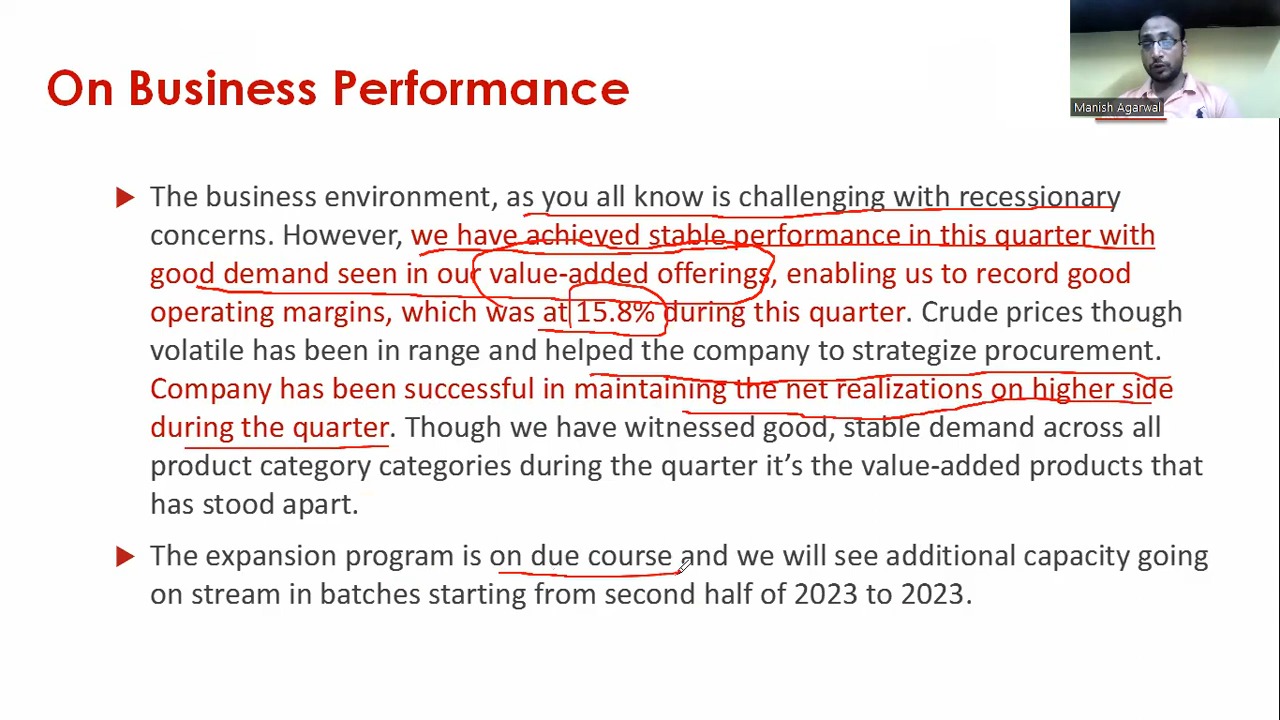 On Business Performance
Manish Agarwal
The business environment, as you all know is challenging with recessionary
concerns. However, we have achieved stable performance in this quarter with
good demand seen in our value-added offerings, enabling us to record good
operating margins, which was at 15.8% during this quarter. Crude prices though
volatile has been in range and helped the company to strategize procurement.
Company has been successful in maintaining the net realizations on higher side
during the quarter. Though we have witnessed good, stable demand across all
product category categories during the quarter it’s the value-added products that
has stood apart.
The expansion program is on due course and we will see additional capacity going
on stream in batches starting from second half of 2023 to 2023.